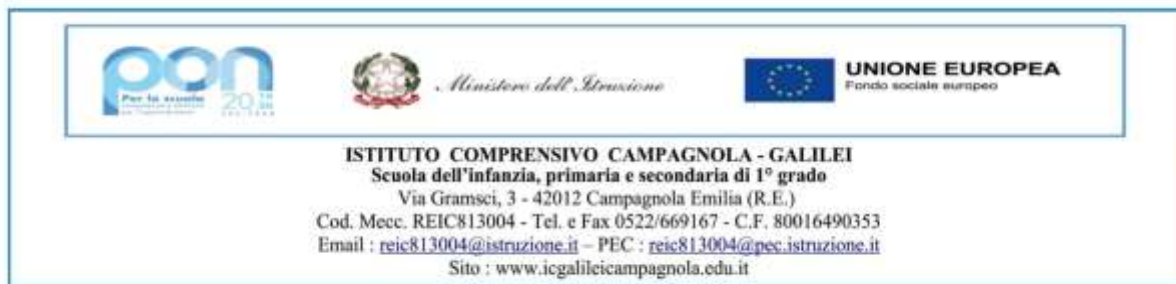 pon
Per la scuola
20
Ministero dell'Istruzione
UNIONE EUROPEA
Fondo sociale europeo
ISTITUTO COMPRENSIVO CAMPAGNOLA - GALILEI
Scuola dell'infanzia, primaria e secondaria di 1° grado
Via Gramsci, 3 - 42012 Campagnola Emilia (R.E.)
Cod. Mecc. REIC813004 - Tel. e Fax 0522/669167 - C.F. 80016490353
Email : reic813004@istruzione.it – PEC : reic813004@pec.istruzione.it
Sito : www.icgalileicampagnola.edu.it